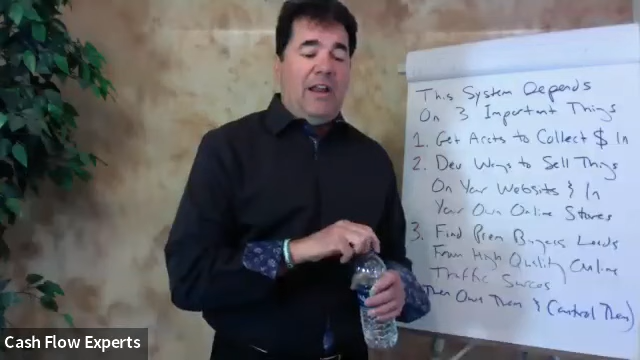 This System Depends
On 3 Important Things
1. Get Accts to Collect $ In
2. Dev Ways to Sell Things
On Your Website & In
Your Own Online Stores
3. Find Prem Buyers Leads
From High Quality Online
Traffic Sources
Then Own Them & (Control Them)
Cash Flow Experts